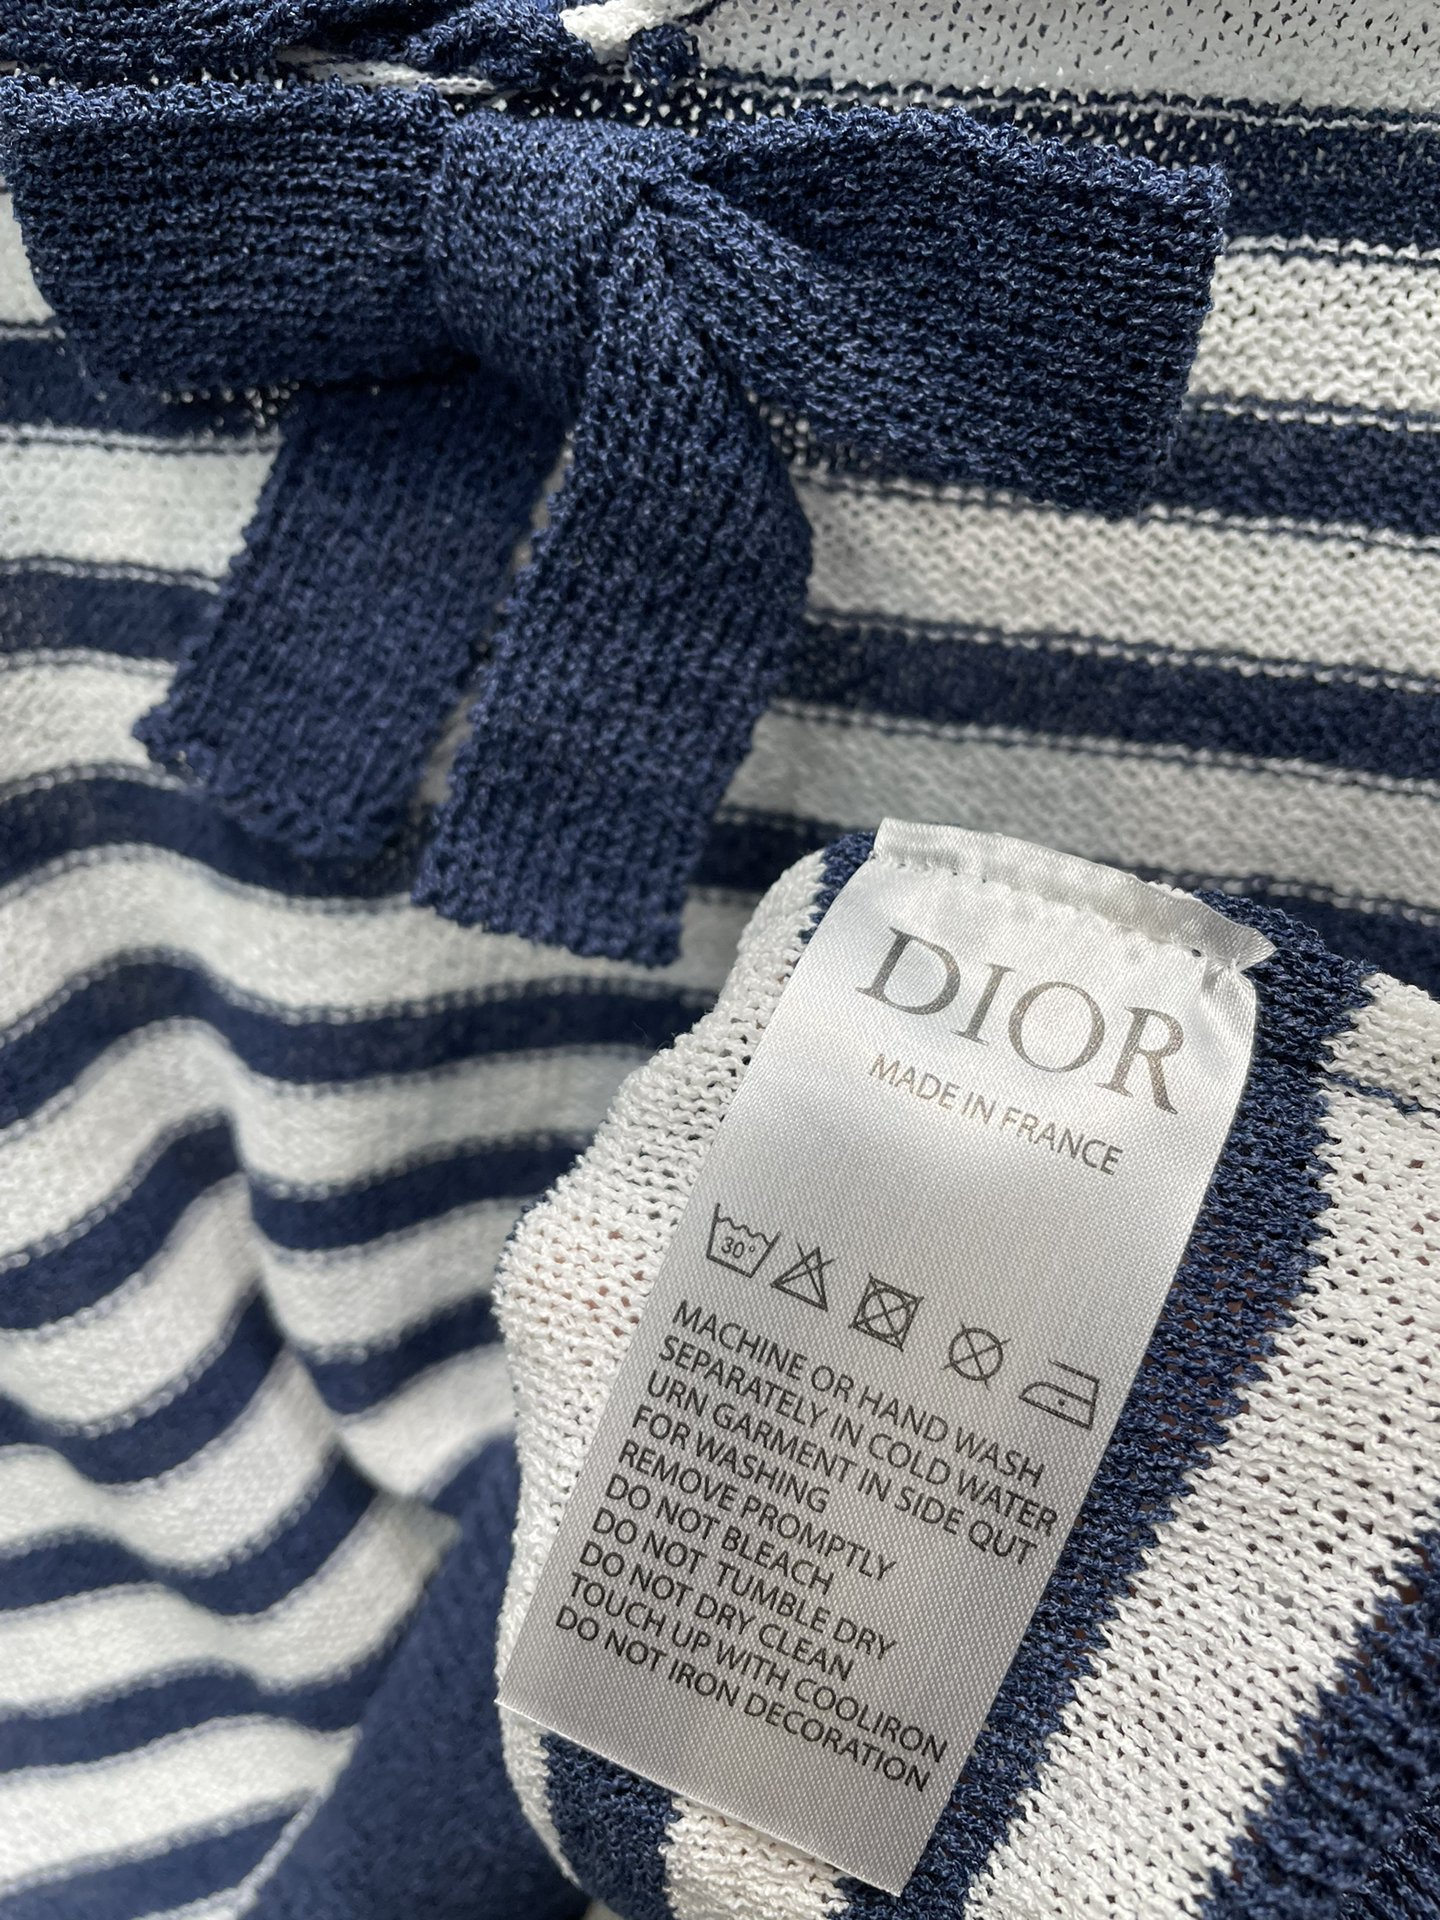 DIOR
MADE IN FRANCE
30°
MACHINE OR HAND WASH
SEPARATELY IN COLD WATER
URN GARMENT IN SIDE QUT
FOR WASHING
REMOVE PROMPTLY
DO NOT BLEACH
DO NOT TUMBLE DRY
DO NOT DRY CLEAN
TOUCH UP WITH COOLIRON
DO NOT IRON DECORATION